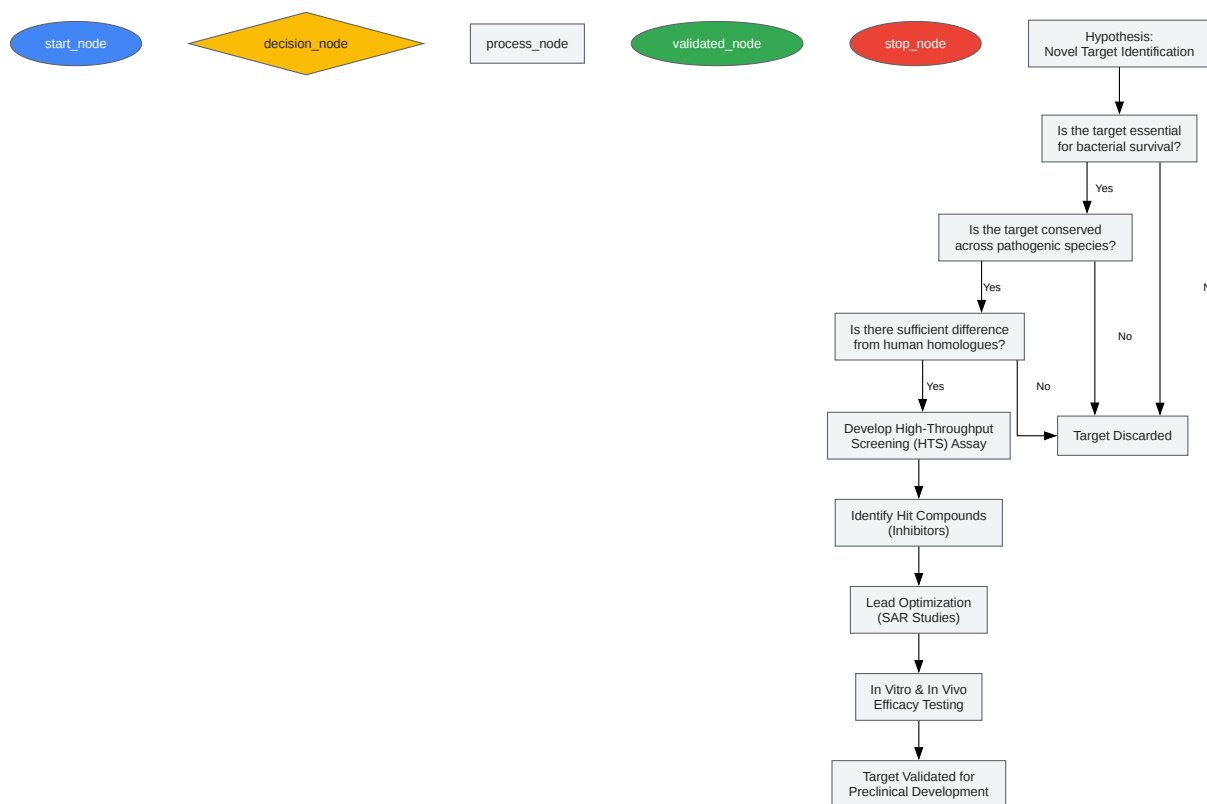 start_node
decision_node
process_node
validated_node
stop_node
Hypothesis:
Novel Target Identification
Is the target essential
for bacterial survival?
Yes
Is the target conserved
across pathogenic species?
Yes
Is there sufficient difference
from human homologues?
No
Yes
No
Develop High-Throughput
Screening (HTS) Assay
Target Discarded
Identify Hit Compounds
(Inhibitors)
Lead Optimization
(SAR Studies)
In Vitro & In Vivo
Efficacy Testing
Target Validated for
Preclinical Development